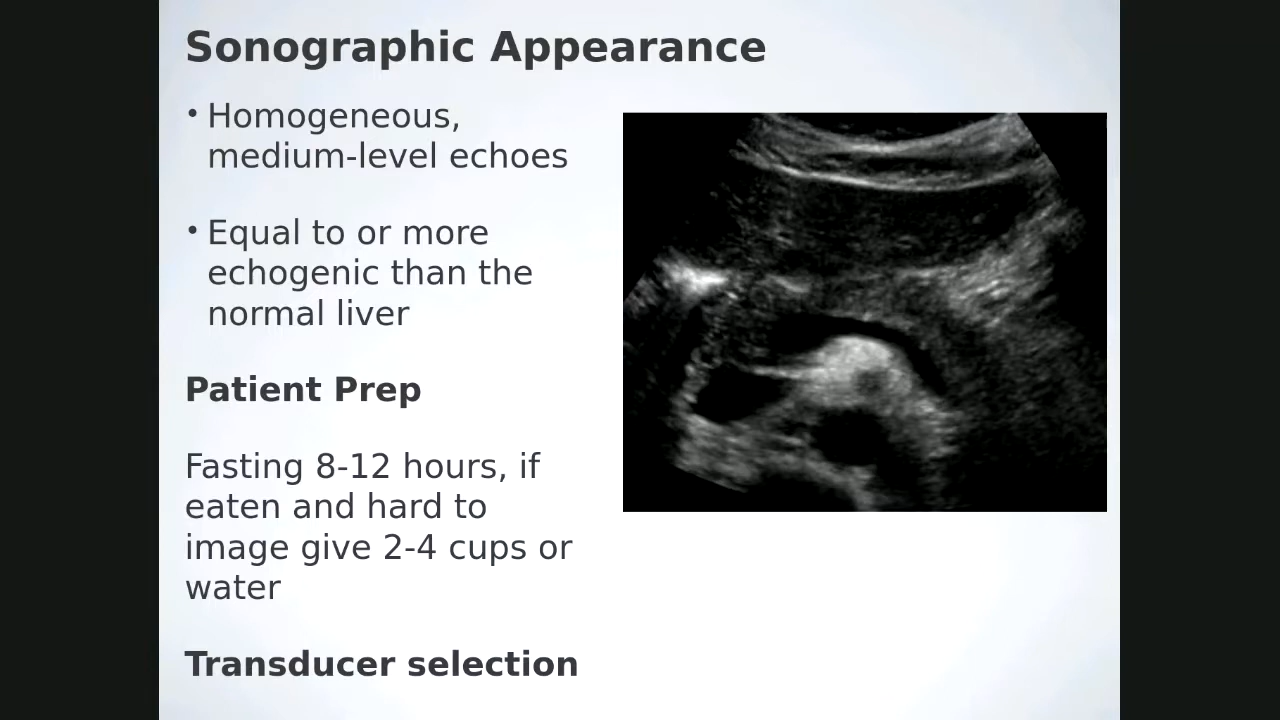 Sonographic Appearance
• Homogeneous,
medium-level echoes
• Equal to or more
echogenic than the
normal liver
Patient Prep
Fasting 8-12 hours, if
eaten and hard to
image give 2-4 cups or
water
Transducer selection